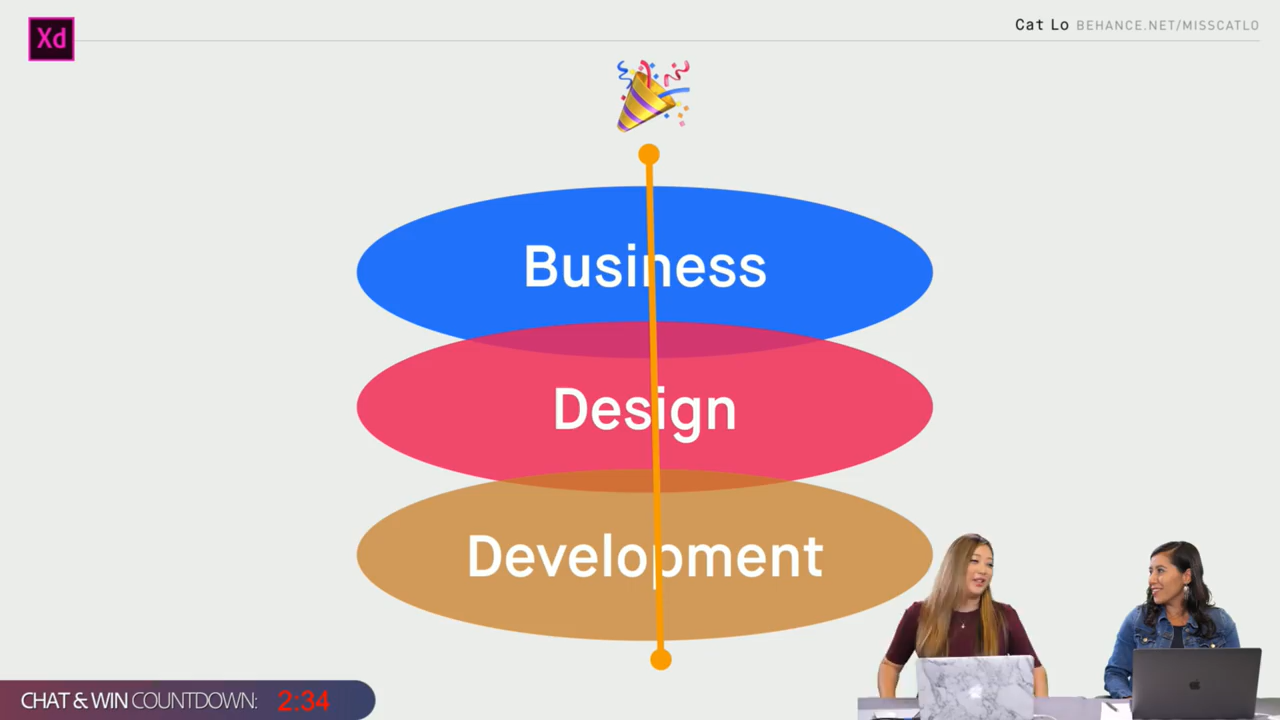 Xd
Cat Lo BEHANCE.NET/MISSCATLO
Business
Design
Development
CHAT & WIN COUNTDOWN: 2:34